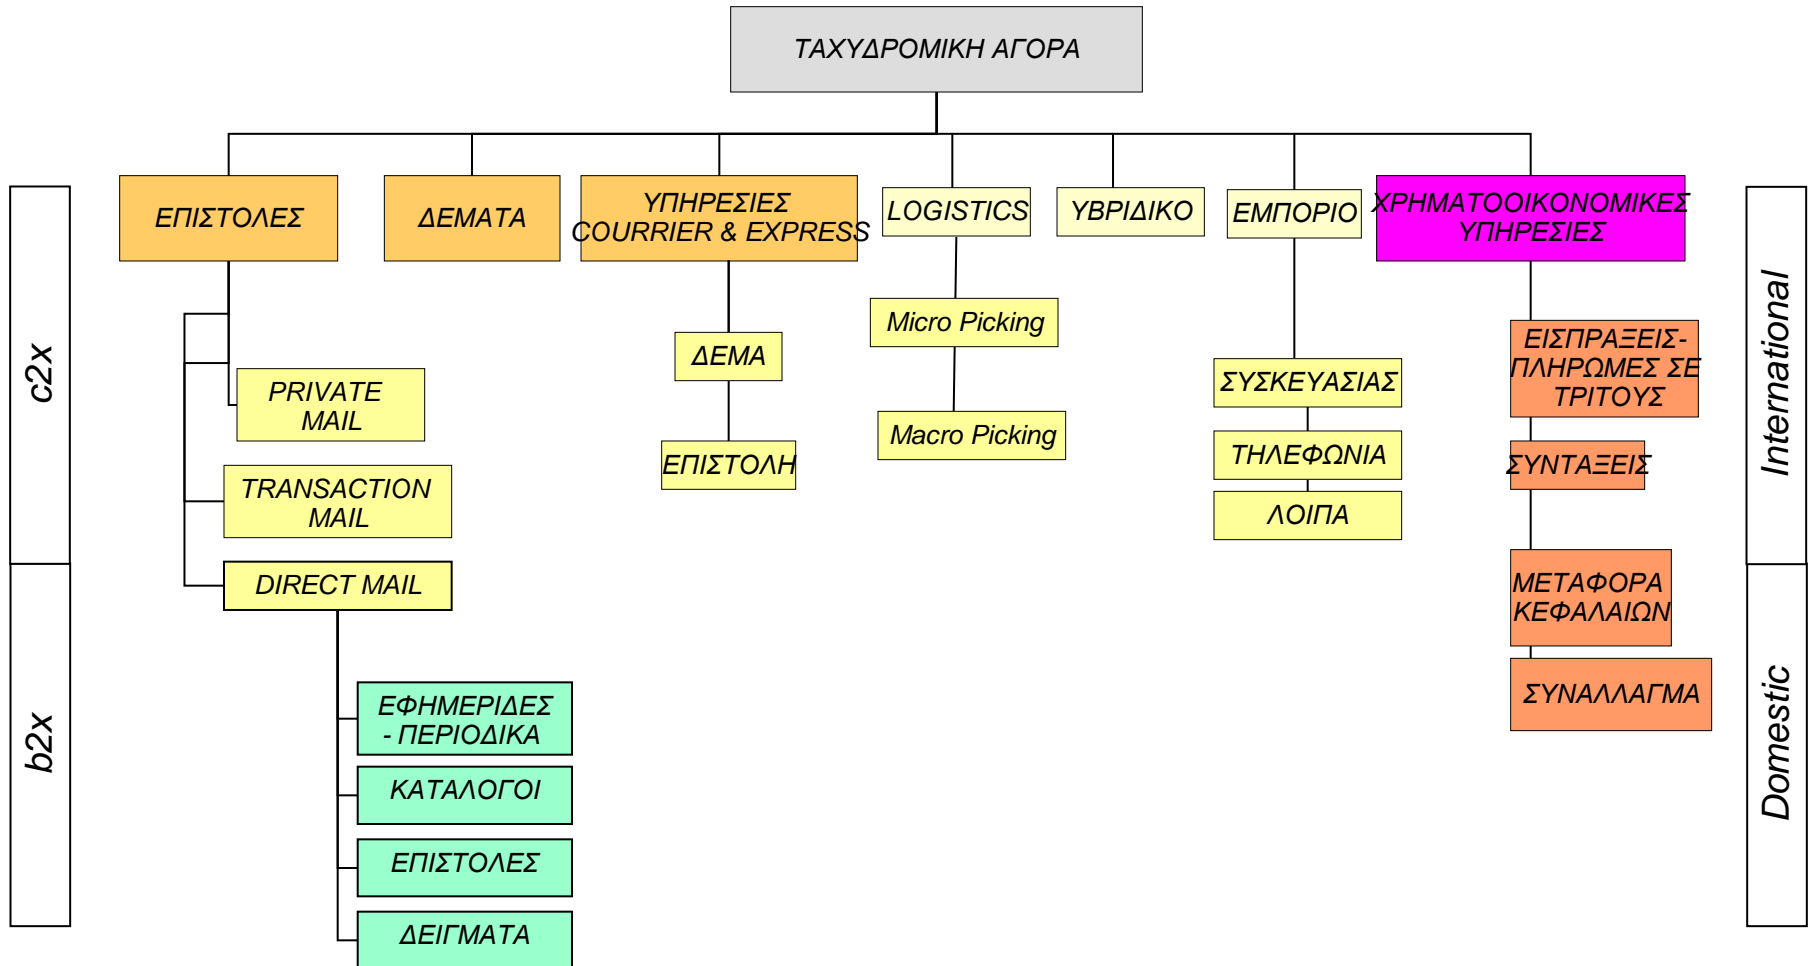 ΤΑΧΥΔΡΟΜΙΚΗ ΑΓΟΡΑ
ΕΠΙΣΤΟΛΕΣ
ΔΕΜΑΤΑ
ΥΠΗΡΕΣΙΕΣ
COURRIER & EXPRESS
LOGISTICS
ΥΒΡΙΔΙΚΟ
ΕΜΠΟΡΙΟ
ΧΡΗΜΑΤΟΟΙΚΟΝΟΜΙΚΕΣ
ΥΠΗΡΕΣΙΕΣ
c2x
b2x
International
Domestic
PRIVATE
MAIL
TRANSACTION
MAIL
DIRECT MAIL
ΕΦΗΜΕΡΙΔΕΣ
- ΠΕΡΙΟΔΙΚΑ
ΚΑΤΑΛΟΓΟΙ
ΕΠΙΣΤΟΛΕΣ
ΔΕΙΓΜΑΤΑ
ΔΕΜΑ
ΕΠΙΣΤΟΛΗ
Micro Picking
Macro Picking
ΣΥΣΚΕΥΑΣΙΑΣ
ΤΗΛΕΦΩΝΙΑ
ΛΟΙΠΑ
ΕΙΣΠΡΑΞΕΙΣ-
ΠΛΗΡΩΜΕΣ ΣΕ
ΤΡΙΤΟΥΣ
ΣΥΝΤΑΞΕΙΣ
ΜΕΤΑΦΟΡΑ
ΚΕΦΑΛΑΙΩΝ
ΣΥΝΑΛΛΑΓΜΑ